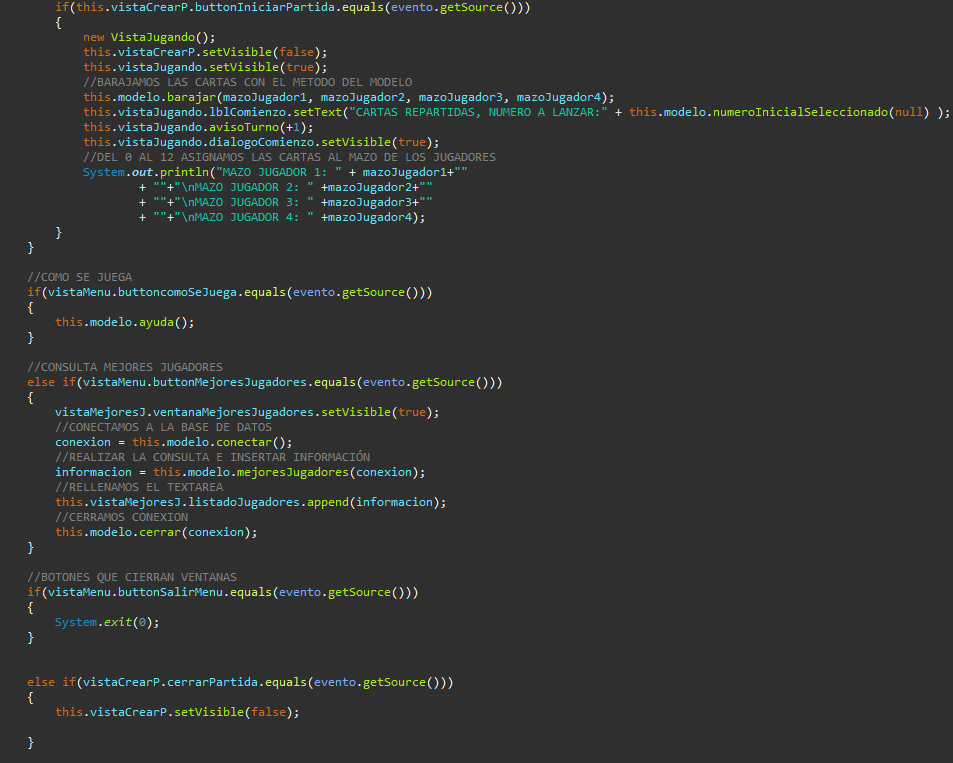 if(this.vistaCrearP.buttonIniciarPartida.equals(evento.getSource()))
{
new VistaJugando();
this.vistaCrearP.setVisible(false);
this.vistaJugando.setVisible(true);
//BARAJAMOS LAS CARTAS CON EL METODO DEL MODELO
this.modelo.barajar(mazoJugador1, mazoJugador2, mazoJugador3, mazoJugador4);
this.vistaJugando.lblComienzo.setText("CARTAS REPARTIDAS, NUMERO A LANZAR:" + this.modelo.numeroInicialSeleccionado(null) );
this.vistaJugando.avisoTurno(+1);
this.vistaJugando.dialogoComienzo.setVisible(true);
//DEL 0 AL 12 ASIGNAMOS LAS CARTAS AL MAZO DE LOS JUGADORES
System.out.println("MAZO JUGADOR 1: " + mazoJugador1+""
+ ""+"\nMAZO JUGADOR 2: " +mazoJugador2+""
+ ""+"\nMAZO JUGADOR 3: " +mazoJugador3+""
+ ""+"\nMAZO JUGADOR 4: " +mazoJugador4);
}
}
//COMO SE JUEGA
if(vistaMenu.buttoncomoSeJuega.equals(evento.getSource()))
{
this.modelo.ayuda();
}
//CONSULTA MEJORES JUGADORES
else if(vistaMenu.buttonMejoresJugadores.equals(evento.getSource()))
{
vistaMejoresJ.ventanaMejoresJugadores.setVisible(true);
//CONECTAMOS A LA BASE DE DATOS
conexion = this.modelo.conectar();
//REALIZAR LA CONSULTA E INSERTAR INFORMACIÓN
informacion = this.modelo.mejoresJugadores(conexion);
//RELLENAMOS EL TEXTAREA
this.vistaMejoresJ.listadoJugadores.append(informacion);
//CERRAMOS CONEXION
this.modelo.cerrar(conexion);
}
//BOTONES QUE CIERRAN VENTANAS
if(vistaMenu.buttonSalirMenu.equals(evento.getSource()))
{
System.exit(0);
}
else if(vistaCrearP.cerrarPartida.equals(evento.getSource()))
{
this.vistaCrearP.setVisible(false);
}